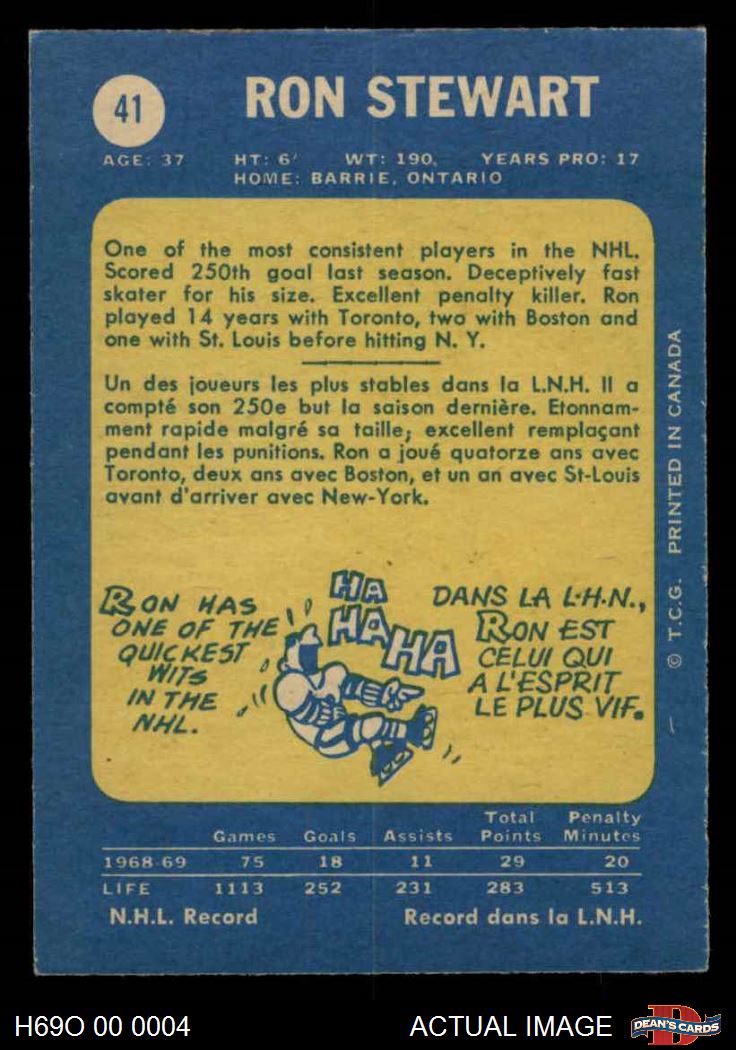 41
RON STEWART
AGE: 37 HT: 6' WT: 190, YEARS PRO: 17
HOME: BARRIE, ONTARIO
One of the most consistent players in the NHL.
Scored 250th goal last season. Deceptively fast
skater for his size. Excellent penalty killer. Ron
played 14 years with Toronto, two with Boston and
one with St. Louis before hitting N. Y.
Un des joueurs les plus stables dans la L.N.H. Il a
compté son 250e but la saison dernière. Etonnam-
ment rapide malgré sa taille; excellent remplaçant
pendant les punitions. Ron a joué quatorze ans avec
Toronto, deux ans avec Boston, et un an avec St-Louis
avant d'arriver avec New-York.
RON HAS
ONE OF THE
QUICKEST
WITS
IN THE
NHL.
HA
HA HA
DANS LA L.H.N.,
RON EST
CELUI QUI
A L'ESPRIT
LE PLUS VIF.
© T.C.G. PRINTED IN CANADA
Games Goals Assists Total Points Penalty Minutes
1968-69 75 18 11 29 20
LIFE 1113 252 231 283 513
N.H.L. Record Record dans la L.N.H.
H69O 00 0004 ACTUAL IMAGE DEAN'S CARDS